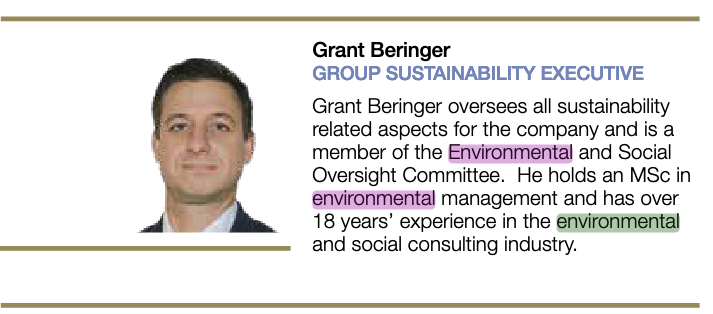 Grant Beringer
GROUP SUSTAINABILITY EXECUTIVE
Grant Beringer oversees all sustainability
related aspects for the company and is a
member of the Environmental and Social
Oversight Committee.  He holds an MSc in
environmental management and has over
18 years’ experience in the environmental
and social consulting industry.